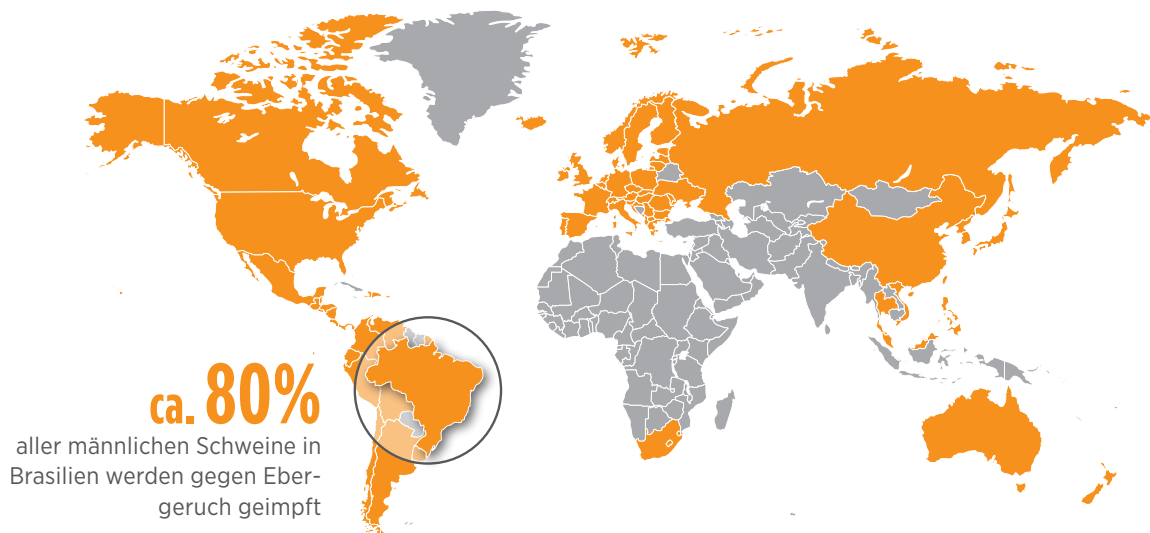 ca. 80%
aller männlichen Schweine in
Brasilien werden gegen Eber-
geruch geimpft